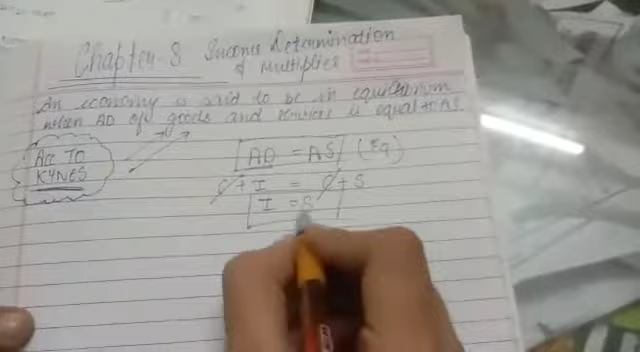 Chapter-8 Income Determination
& Multiplier
An economy is said to be in equilibrium
when AD of goods and services is equal to AS
Acc TO
KYNES
AD = AS (Eq)
C + I = C + S
I = S